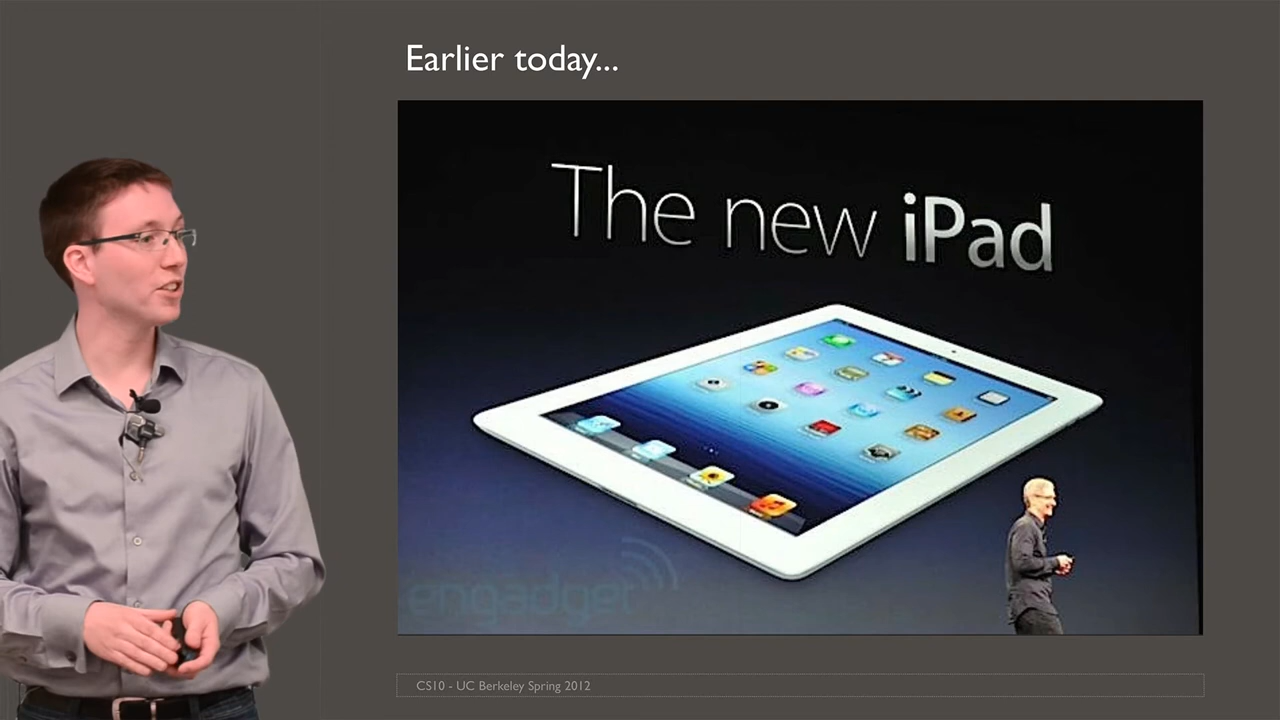 Earlier today...
The new iPad
engadget
CS10 - UC Berkeley Spring 2012